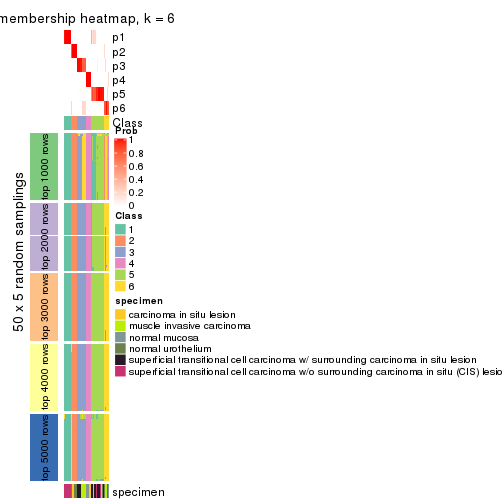 membership heatmap, k = 6
p1
p2
p3
p4
p5
p6
Class
Prob
1
0.8
0.6
0.4
0.2
0
Class
1
2
3
4
5
6
specimen
carcinoma in situ lesion
muscle invasive carcinoma
normal mucosa
normal urothelium
superficial transitional cell carcinoma w/ surrounding carcinoma in situ lesion
superficial transitional cell carcinoma w/o surrounding carcinoma in situ (CIS) lesio
50 x 5 random samplings
top 1000 rows
top 2000 rows
top 3000 rows
top 4000 rows
top 5000 rows
specimen